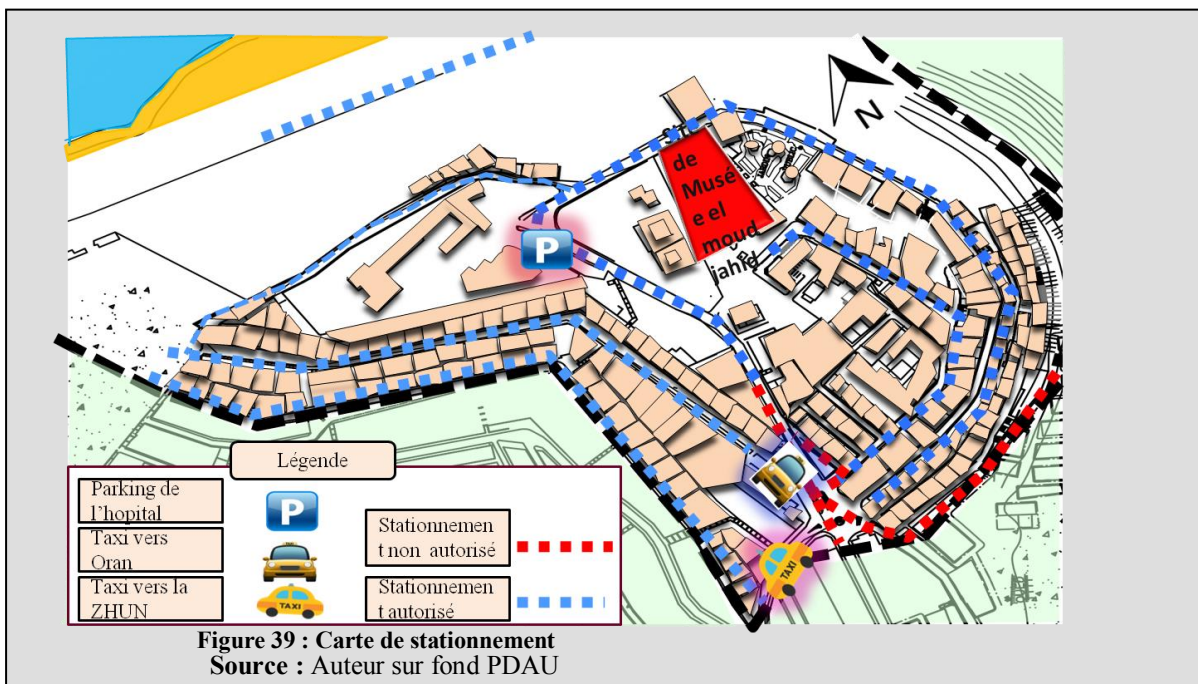 N
de
Musé
e el
moud
jahid
Légende
Parking de
l’hopital
P
Taxi vers
Oran
Taxi vers la
ZHUN
TAXI
Stationnemen
t non autorisé
Stationnemen
t autorisé
P
TAXI
Figure 39 : Carte de stationnement
Source : Auteur sur fond PDAU